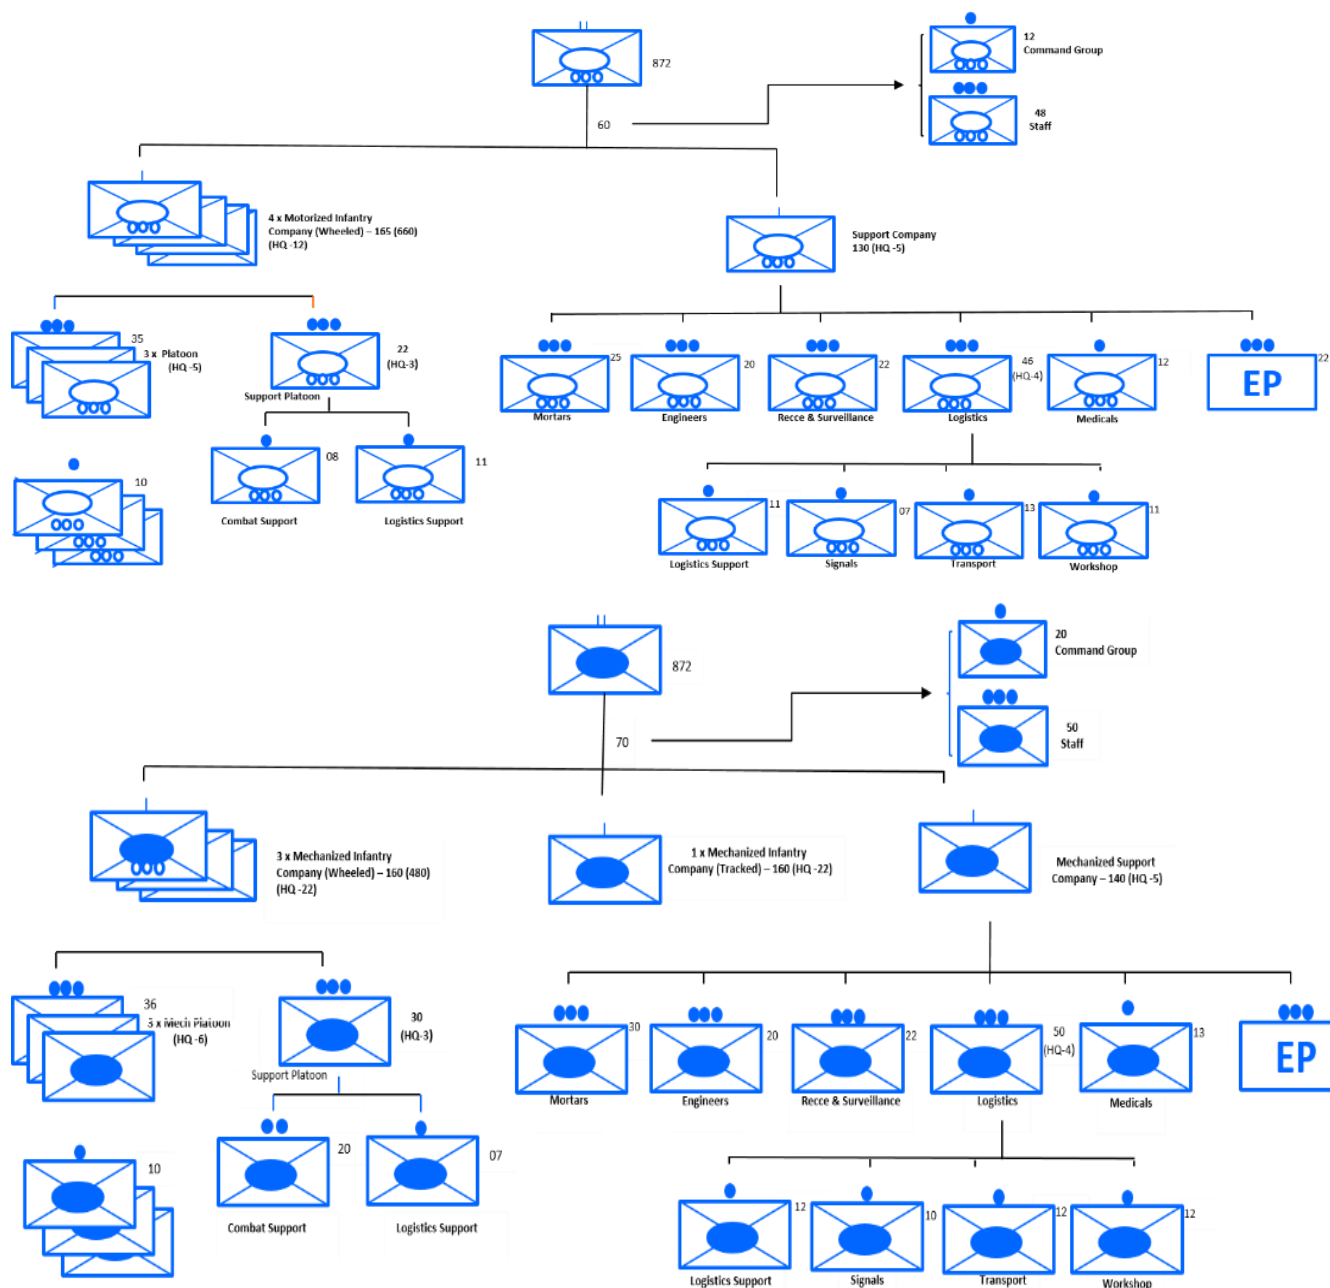 872
12
Command Group
60
48
Staff
4 x Motorized Infantry
Company (Wheeled) – 165 (660)
(HQ -12)
Support Company
130 (HQ -5)
35
3 x Platoon
(HQ -5)
22
(HQ-3)
Support Platoon
25
Mortars
20
Engineers
22
Recce & Surveillance
46
(HQ-4)
Logistics
12
Medicals
22
EP
10
08
Combat Support
11
Logistics Support
11
Logistics Support
07
Signals
13
Transport
11
Workshop
872
20
Command Group
70
50
Staff
3 x Mechanized Infantry
Company (Wheeled) – 160 (480)
(HQ -22)
1 x Mechanized Infantry
Company (Tracked) – 160 (HQ -22)
Mechanized Support
Company – 140 (HQ -5)
36
3 x Mech Platoon
(HQ -6)
30
(HQ-3)
Support Platoon
30
Mortars
20
Engineers
22
Recce & Surveillance
50
(HQ-4)
Logistics
13
Medicals
EP
10
20
Combat Support
07
Logistics Support
12
Logistics Support
10
Signals
12
Transport
12
Workshop